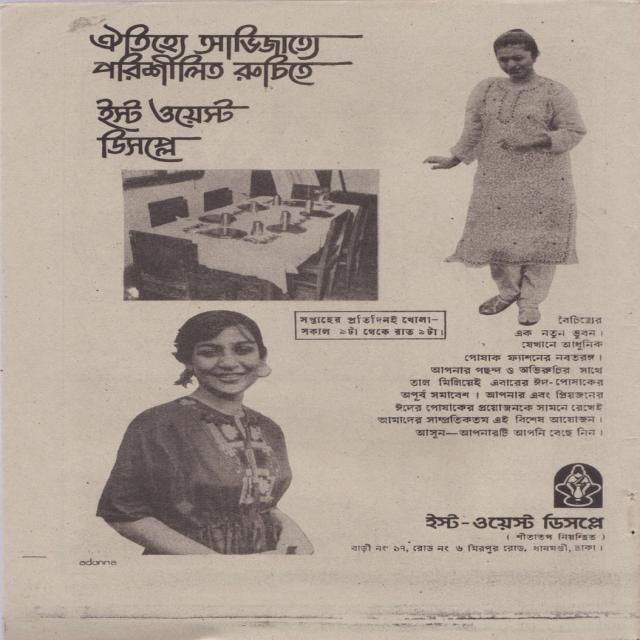 ঐতিহ্যে আভিজাত্যে
পরিশীলিত রুচিতে
ইস্ট ওয়েস্ট
ডিসপ্লে
সপ্তাহের প্রতিদিনই খোলা—
সকাল ৯টা থেকে রাত ৯টা।
বৈচিত্রের
এক নতুন ভুবন।
যেখানে আধুনিক
পোষাক ফ্যাশনের নবতরঙ্গ।
আপনার পছন্দ ও অভিরুচির সাথে
তাল মিলিয়েই এবারের ঈদ-পোষাকের
অপূর্ব সমাবেশ। আপনার এবং প্রিয়জনের
ঈদের পোষাকের প্রয়োজনকে সামনে রেখেই
আমাদের সাম্প্রতিকতম এই বিশেষ আয়োজন।
আসুন—আপনারটি আপনি বেছে নিন।
ইস্ট-ওয়েস্ট ডিসপ্লে
( শীতাতপ নিয়ন্ত্রিত )
বাড়ী নং ১৭, রোড নং ৬ মিরপুর রোড, ধানমণ্ডী, ঢাকা।
adonna